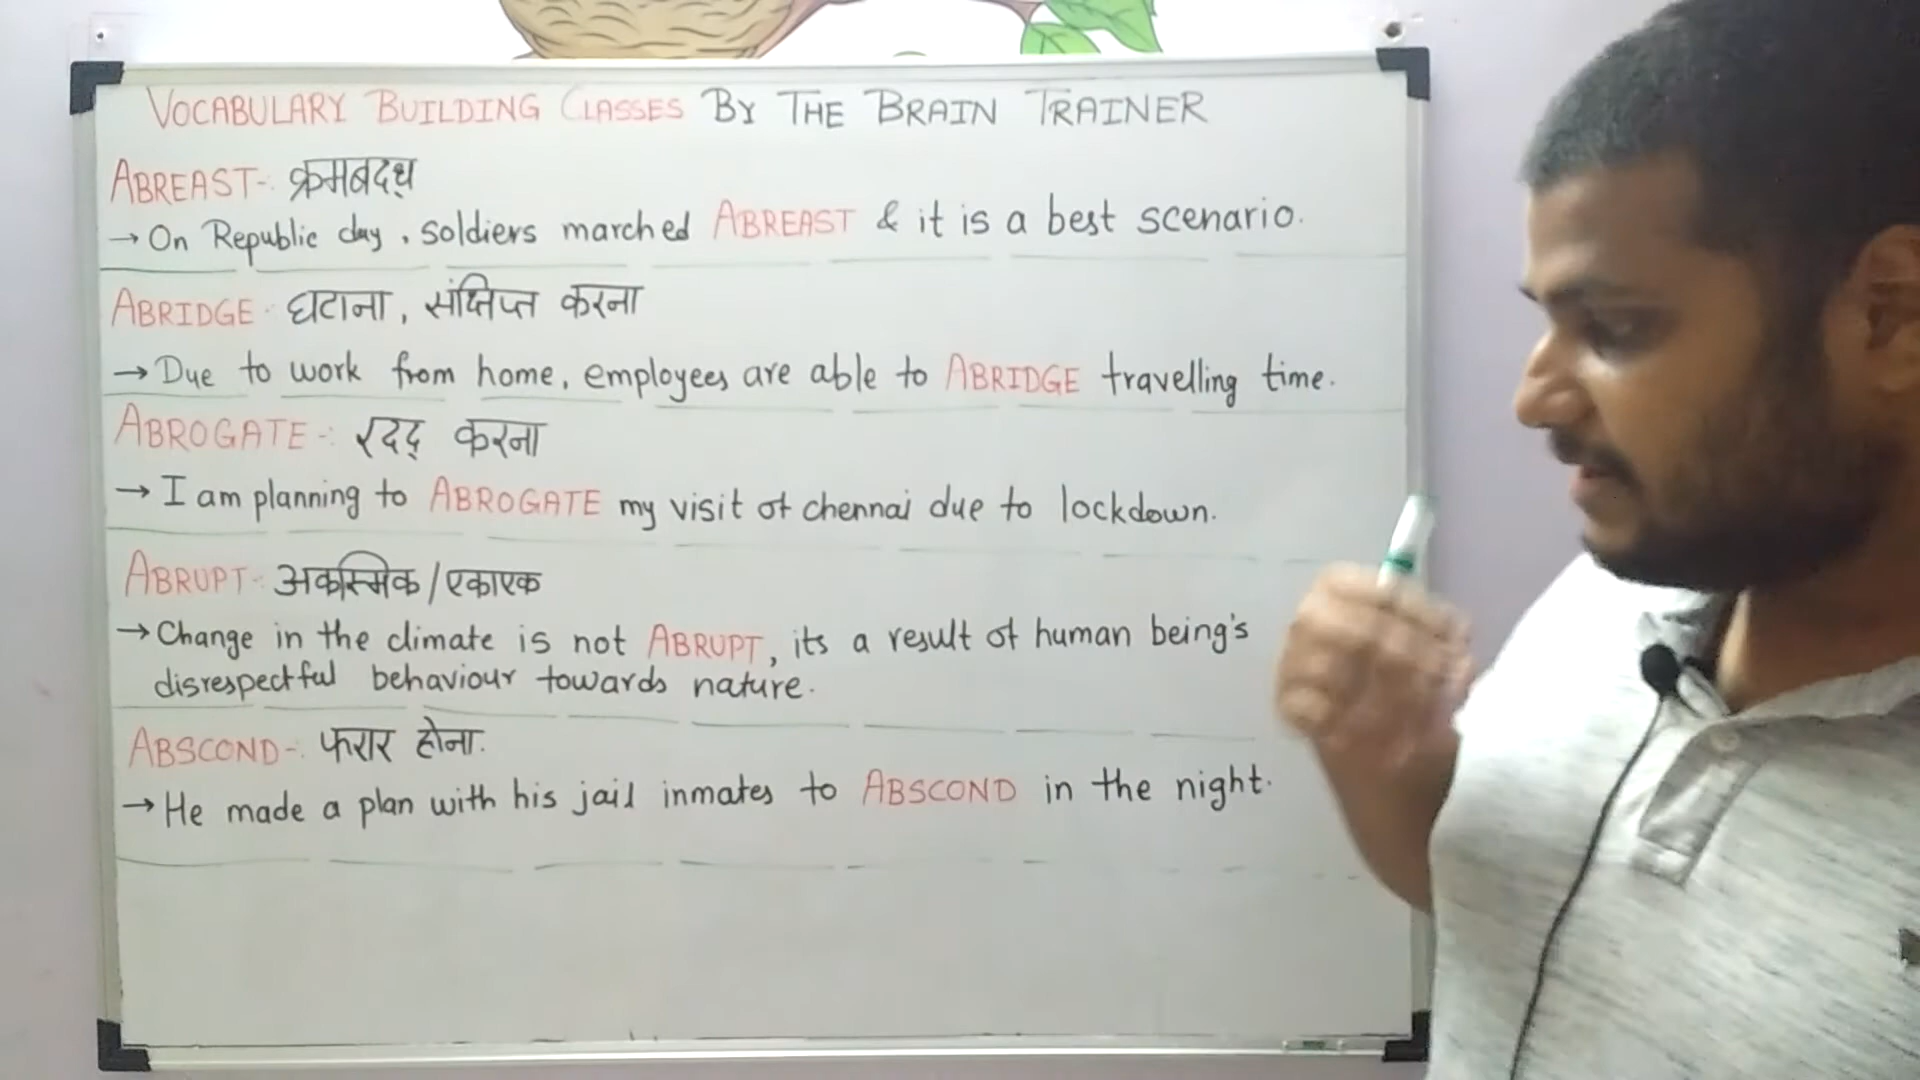 VOCABULARY BUILDING CLASSES BY THE BRAIN TRAINER
ABREAST-: क्रमबद्ध
→ On Republic day, soldiers marched ABREAST & it is a best scenario.
ABRIDGE-: घटाना, संक्षिप्त करना
→ Due to work from home, employees are able to ABRIDGE travelling time.
ABROGATE-: रद्द् करना
→ I am planning to ABROGATE my visit of chennai due to lockdown.
ABRUPT-: अकस्मिक/एकाएक
→ Change in the climate is not ABRUPT, its a result of human being's
disrespectful behaviour towards nature.
ABSCOND-: फरार होना.
→ He made a plan with his jail inmates to ABSCOND in the night.